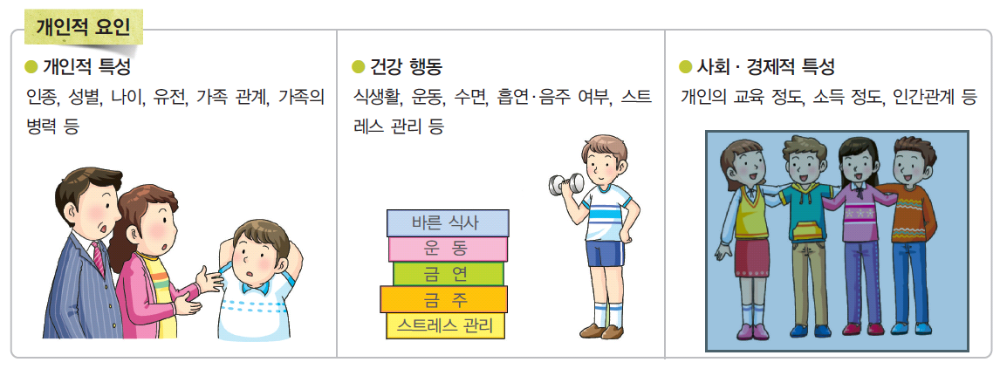 개인적 요인
● 개인적 특성
인종, 성별, 나이, 유전, 가족 관계, 가족의
병력 등
● 건강 행동
식생활, 운동, 수면, 흡연·음주 여부, 스트
레스 관리 등
바른 식사
운 동
금 연
금 주
스트레스 관리
● 사회·경제적 특성
개인의 교육 정도, 소득 정도, 인간관계 등